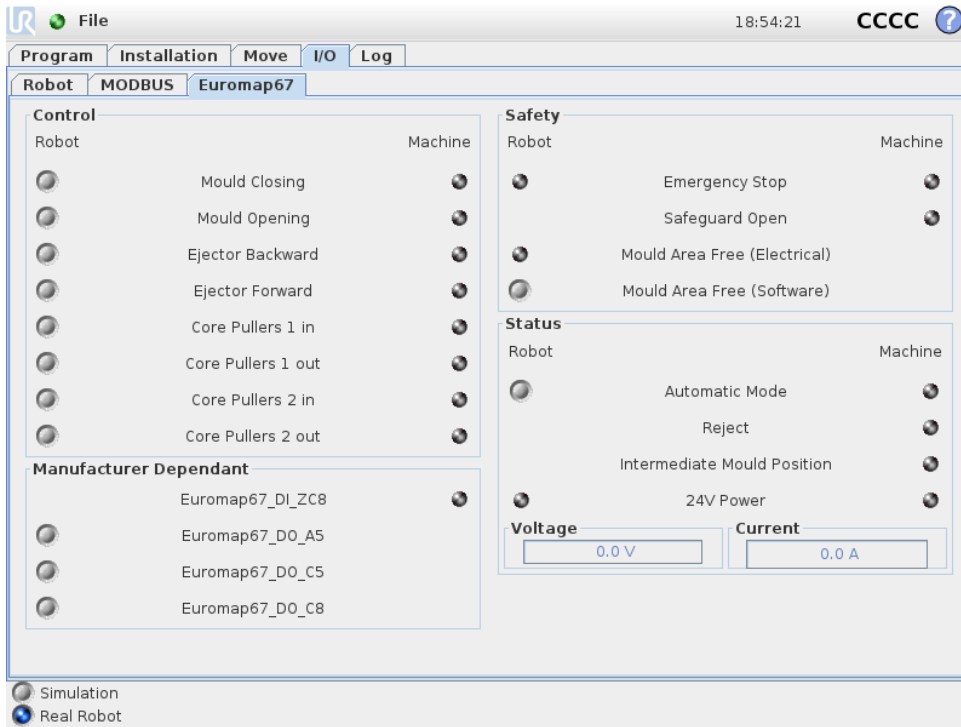 UR File 18:54:21 CCCC ?
Program Installation Move I/O Log
Robot MODBUS Euromap67
Control
Robot Machine
Mould Closing
Mould Opening
Ejector Backward
Ejector Forward
Core Pullers 1 in
Core Pullers 1 out
Core Pullers 2 in
Core Pullers 2 out
Manufacturer Dependant
Euromap67_DI_ZC8
Euromap67_DO_A5
Euromap67_DO_C5
Euromap67_DO_C8
Safety
Robot Machine
Emergency Stop
Safeguard Open
Mould Area Free (Electrical)
Mould Area Free (Software)
Status
Robot Machine
Automatic Mode
Reject
Intermediate Mould Position
24V Power
Voltage Current
0.0 V 0.0 A
Simulation
Real Robot